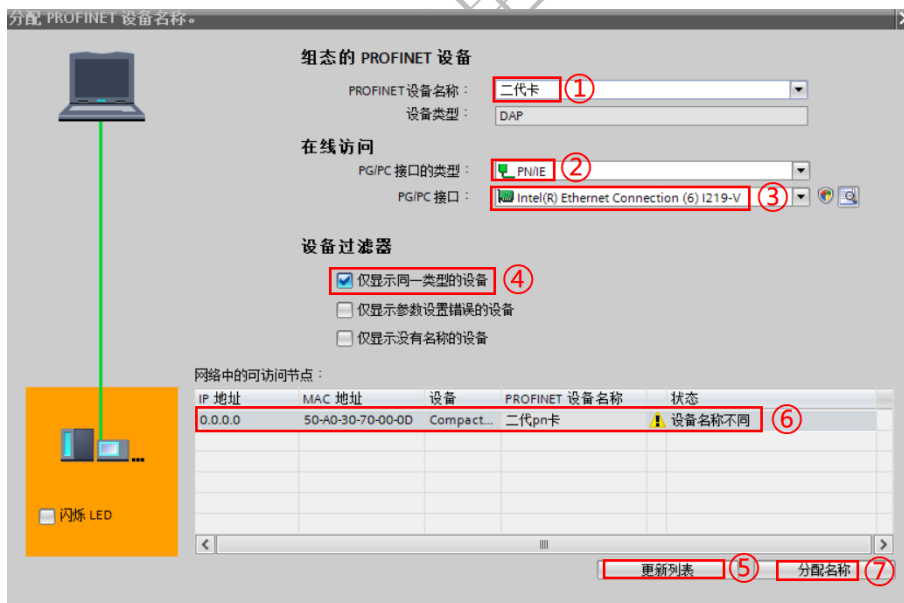 分配 PROFINET 设备名称。
组态的 PROFINET 设备
PROFINET设备名称： 二代卡 ①
设备类型： DAP
在线访问
PG/PC 接口的类型： PN/IE ②
PG/PC 接口： Intel(R) Ethernet Connection (6) I219-V ③
设备过滤器
仅显示同一类型的设备 ④
仅显示参数设置错误的设备
仅显示没有名称的设备
网络中的可访问节点：
IP 地址 MAC 地址 设备 PROFINET 设备名称 状态
0.0.0.0 50-A0-30-70-00-0D Compact... 二代pn卡 设备名称不同 ⑥
...
闪烁 LED
更新列表 ⑤ 分配名称 ⑦